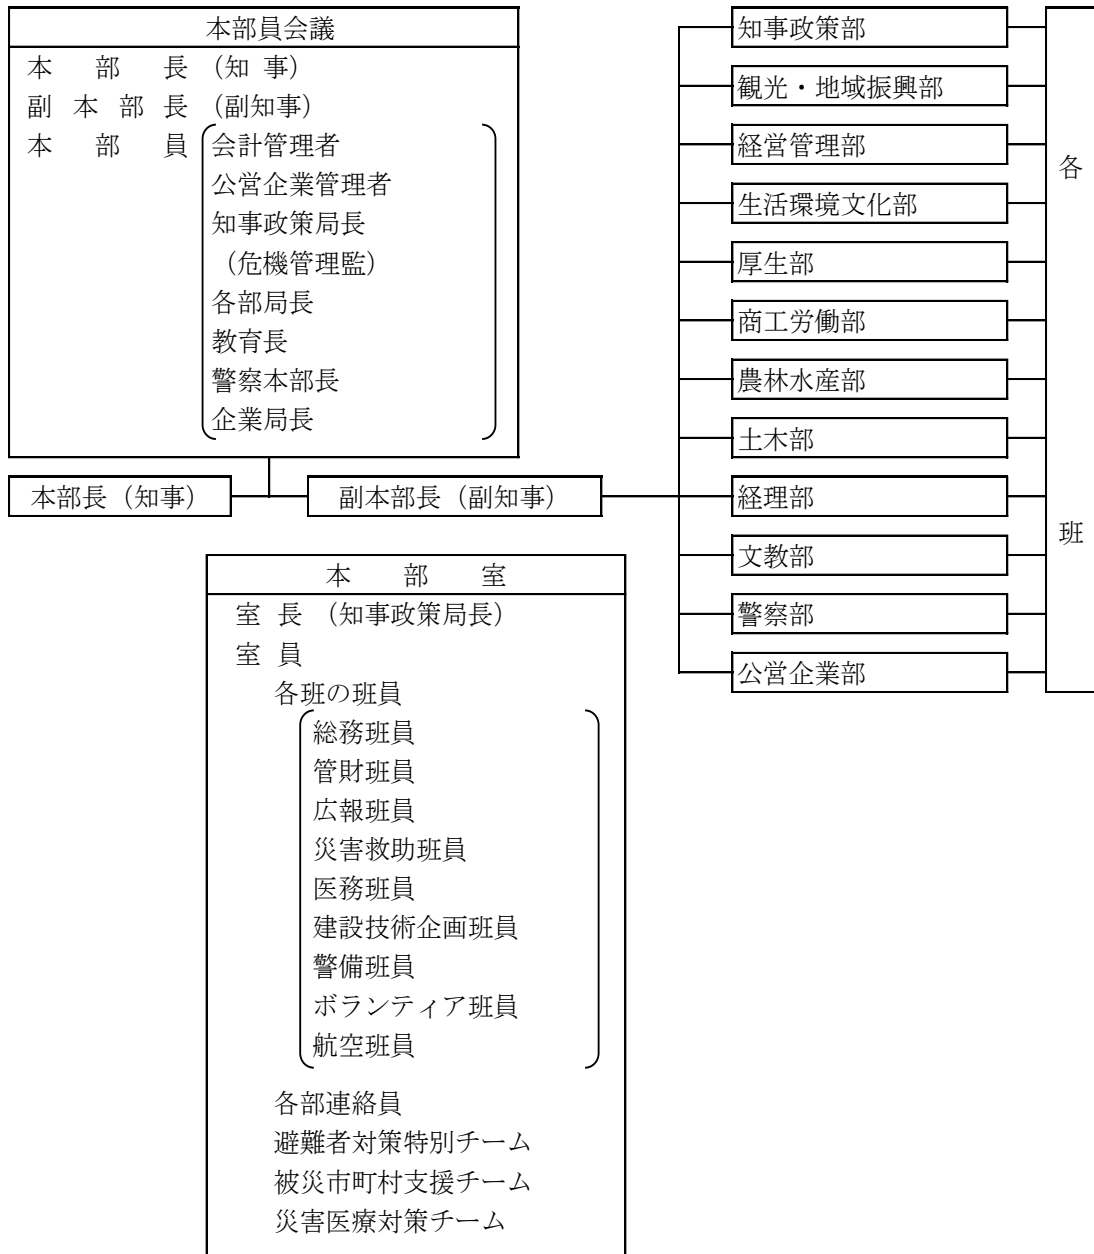 本部員会議
本 部 長 (知 事)
副 本 部 長 (副知事)
本 部 員 会計管理者
公営企業管理者
知事政策局長
(危機管理監)
各部局長
教育長
警察本部長
企業局長
本部長(知事)
副本部長(副知事)
知事政策部
観光・地域振興部
経営管理部
生活環境文化部
厚生部
商工労働部
農林水産部
土木部
経理部
文教部
警察部
公営企業部
各
班
本 部 室
室 長 (知事政策局長)
室 員
各班の班員
総務班員
管財班員
広報班員
災害救助班員
医務班員
建設技術企画班員
警備班員
ボランティア班員
航空班員
各部連絡員
避難者対策特別チーム
被災市町村支援チーム
災害医療対策チーム